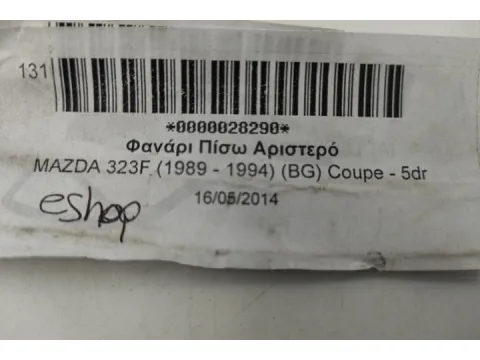 131
*0000028290*
Φανάρι Πίσω Αριστερό
MAZDA 323F (1989 - 1994) (BG) Coupe - 5dr
16/05/2014
eshop